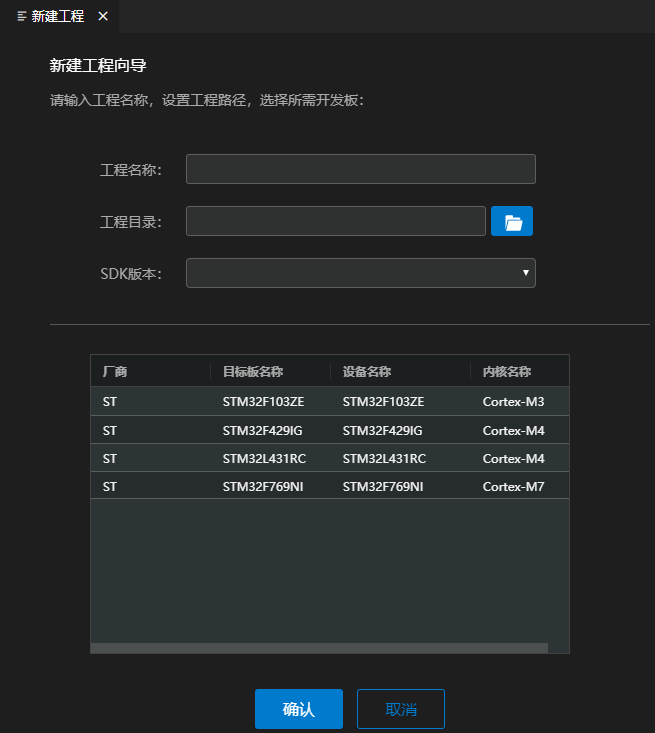 新建工程
新建工程向导
请输入工程名称，设置工程路径，选择所需开发板：
工程名称：
工程目录：
SDK版本：
厂商 目标板名称 设备名称 内核名称
ST STM32F103ZE STM32F103ZE Cortex-M3
ST STM32F429IG STM32F429IG Cortex-M4
ST STM32L431RC STM32L431RC Cortex-M4
ST STM32F769NI STM32F769NI Cortex-M7
确认 取消